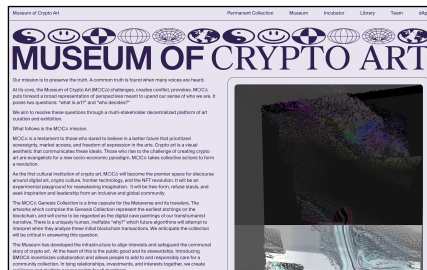 Museum of Crypto Art
Permanent Collection Museum Incubator Library Team dAp
MUSEUM OF CRYPTO ART
Our mission is to preserve the truth. A common truth is found when many voices are heard.
At its core, the Museum of Crypto Art (MOCA) challenges, creates conflict, provokes. MOCA
puts forward a broad representation of perspectives meant to upend our sense of who we are. It
poses two questions: "what is art?" and "who decides?"
We aim to resolve these questions through a multi-stakeholder decentralized platform of art
curation and exhibition.
What follows is the MOCA mission.
MOCA is a testament to those who dared to believe in a better future that prioritized
sovereignty, market access, and freedom of expression in the arts. Crypto art is a visual
aesthetic that communicates these ideals. Those who rise to the challenge of creating crypto
art are evangelists for a new socio-economic paradigm. MOCA takes collective actions to form
a revolution.
As the first cultural institution of crypto art, MOCA will become the premier space for discourse
around digital art, crypto culture, frontier technology, and the NFT revolution. It will be an
experimental playground for reawakening imagination. It will be free-form, refuse stasis, and
seek inspiration and leadership from an inclusive and global community.
The MOCA Genesis Collection is a time capsule for the Metaverse and its travelers. The
artworks which comprise the Genesis Collection represent the earliest etchings on the
blockchain, and will come to be regarded as the digital cave paintings of our transhumanist
narrative. There is a uniquely human, ineffable "why?" which future algorithms will attempt to
interpret when they analyze these initial blockchain transactions. We anticipate the collection
will be critical in answering this question.
The Museum has developed the infrastructure to align interests and safeguard the communal
story of crypto art. At the heart of this is the public good and its stewardship, introducing
$MOCA incentivizes collaboration and allows people to add to and responsibly care for a
community collection. In tying relationships, investments, and interests together, we create